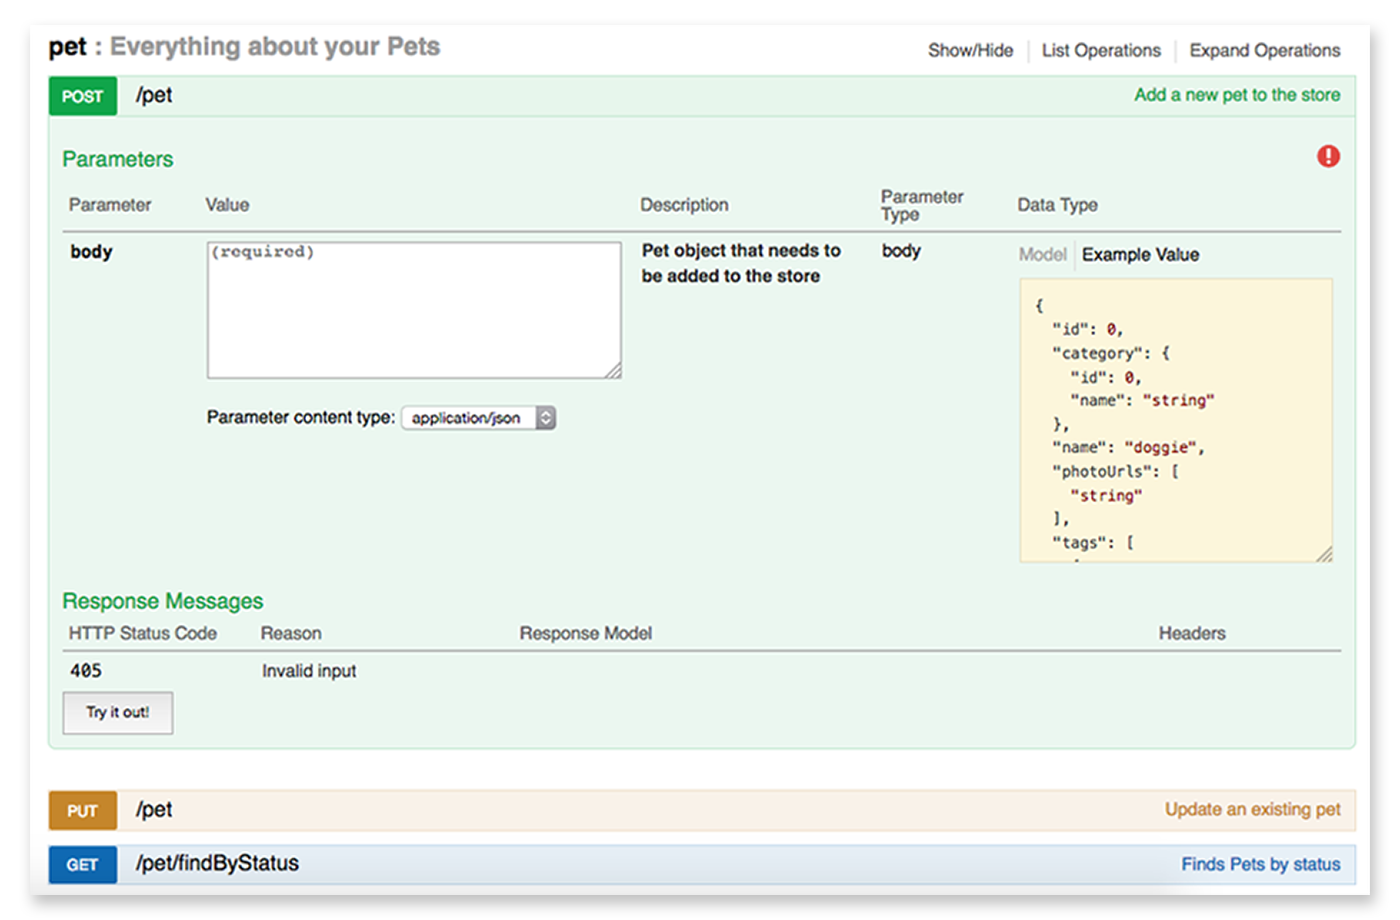 pet : Everything about your Pets
Show/Hide
List Operations
Expand Operations
POST /pet
Add a new pet to the store
Parameters
Parameter
Value
Description
Parameter
Type
Data Type
body
(required)
Parameter content type: application/json
Pet object that needs to
be added to the store
body
Model
Example Value
{
"id": 0,
"category": {
"id": 0,
"name": "string"
},
"name": "doggie",
"photoUrls": [
"string"
],
"tags": [
Response Messages
HTTP Status Code
Reason
Response Model
Headers
405
Invalid input
Try it out!
PUT /pet
Update an existing pet
GET /pet/findByStatus
Finds Pets by status